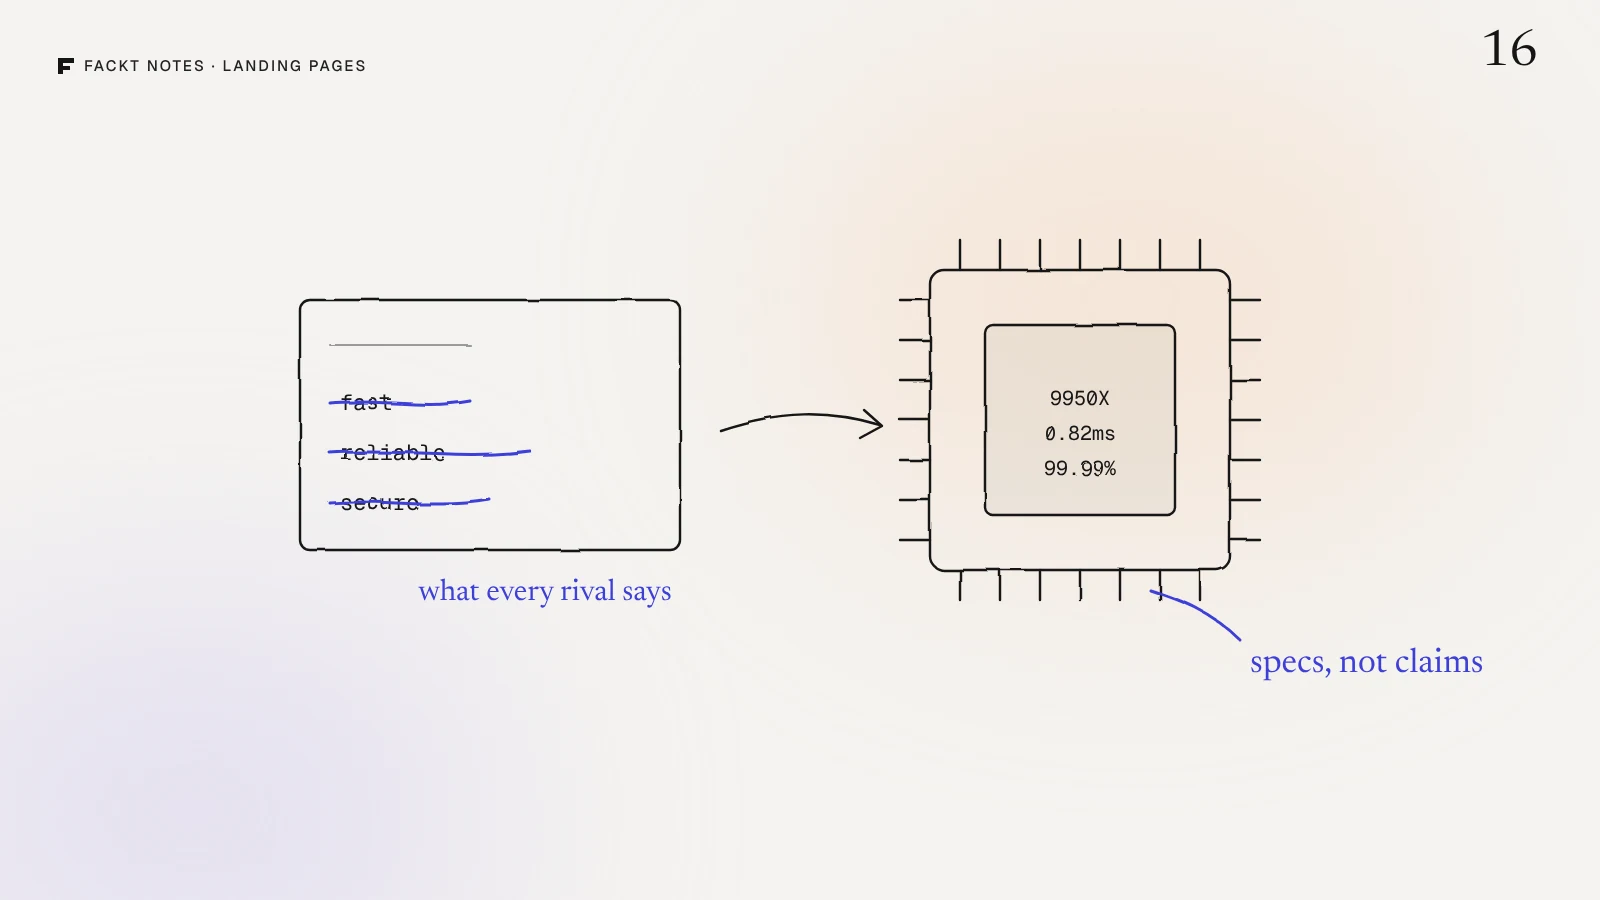 FACKT NOTES · LANDING PAGES
16
fast
reliable
secure
what every rival says
9950X
0.82ms
99.99%
specs, not claims